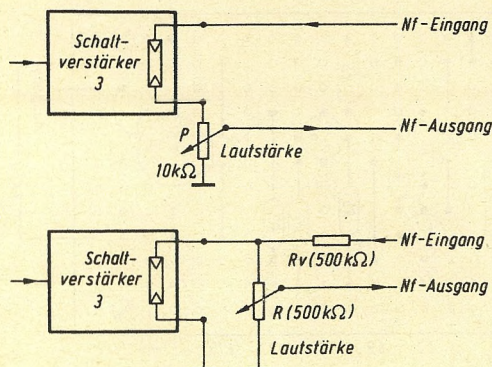 Nf-Eingang
Schalt-
verstärker
3
Nf-Ausgang
P
Lautstärke
10kΩ
Nf-Eingang
Schalt-
verstärker
3
Rv(500kΩ)
Nf-Ausgang
R(500kΩ)
Lautstärke